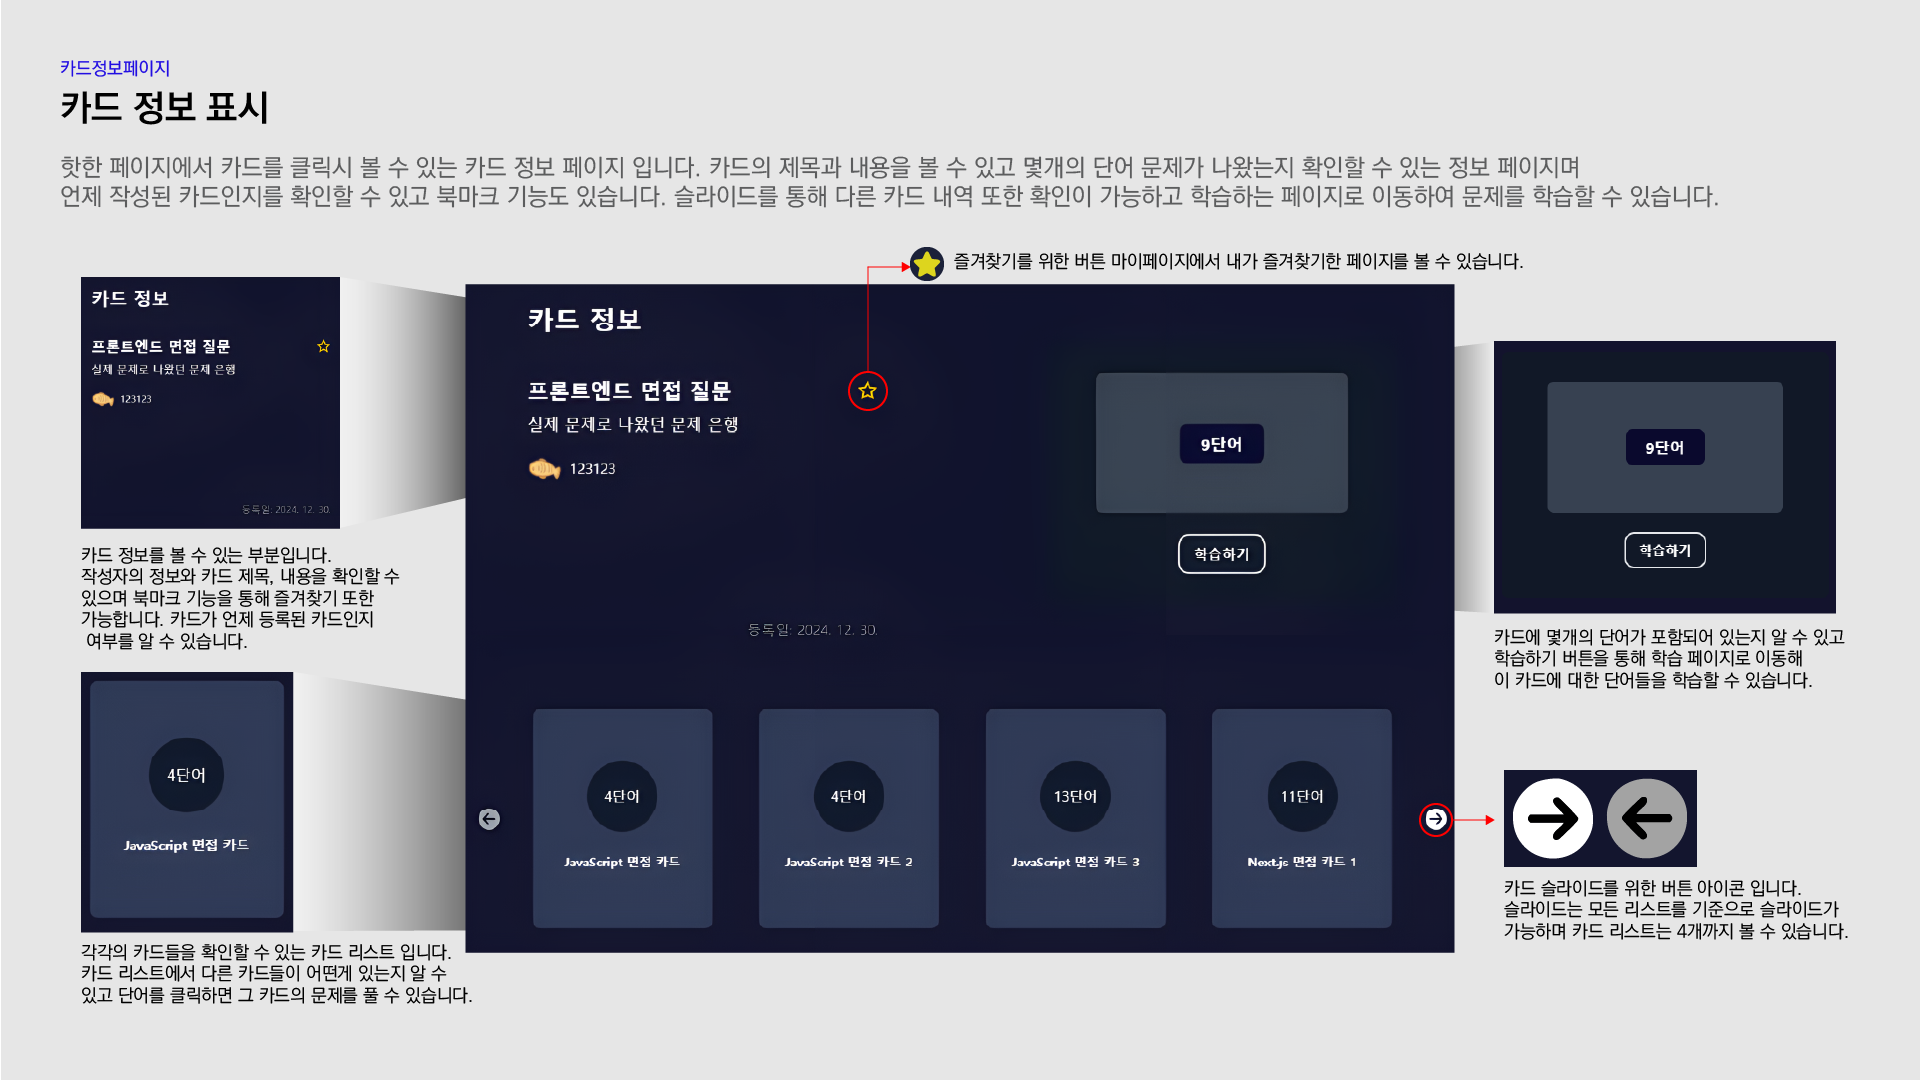 카드정보페이지
카드 정보 표시
핫한 페이지에서 카드를 클릭시 볼 수 있는 카드 정보 페이지 입니다. 카드의 제목과 내용을 볼 수 있고 몇개의 단어 문제가 나왔는지 확인할 수 있는 정보 페이지며
언제 작성된 카드인지를 확인할 수 있고 북마크 기능도 있습니다. 슬라이드를 통해 다른 카드 내역 또한 확인이 가능하고 학습하는 페이지로 이동하여 문제를 학습할 수 있습니다.
즐겨찾기를 위한 버튼 마이페이지에서 내가 즐겨찾기한 페이지를 볼 수 있습니다.
카드 정보
프론트엔드 면접 질문
실제 문제로 나왔던 문제 은행
123123
등록일: 2024. 12. 30.
카드 정보를 볼 수 있는 부분입니다.
작성자의 정보와 카드 제목, 내용을 확인할 수
있으며 북마크 기능을 통해 즐겨찾기 또한
가능합니다. 카드가 언제 등록된 카드인지
여부를 알 수 있습니다.
4단어
JavaScript 면접 카드
각각의 카드들을 확인할 수 있는 카드 리스트 입니다.
카드 리스트에서 다른 카드들이 어떤게 있는지 알 수
있고 단어를 클릭하면 그 카드의 문제를 풀 수 있습니다.
카드 정보
프론트엔드 면접 질문
실제 문제로 나왔던 문제 은행
123123
9단어
학습하기
등록일: 2024. 12. 30.
4단어
JavaScript 면접 카드
4단어
JavaScript 면접 카드 2
13단어
JavaScript 면접 카드 3
11단어
Next.js 면접 카드 1
9단어
학습하기
카드에 몇개의 단어가 포함되어 있는지 알 수 있고
학습하기 버튼을 통해 학습 페이지로 이동해
이 카드에 대한 단어들을 학습할 수 있습니다.
카드 슬라이드를 위한 버튼 아이콘 입니다.
슬라이드는 모든 리스트를 기준으로 슬라이드가
가능하며 카드 리스트는 4개까지 볼 수 있습니다.